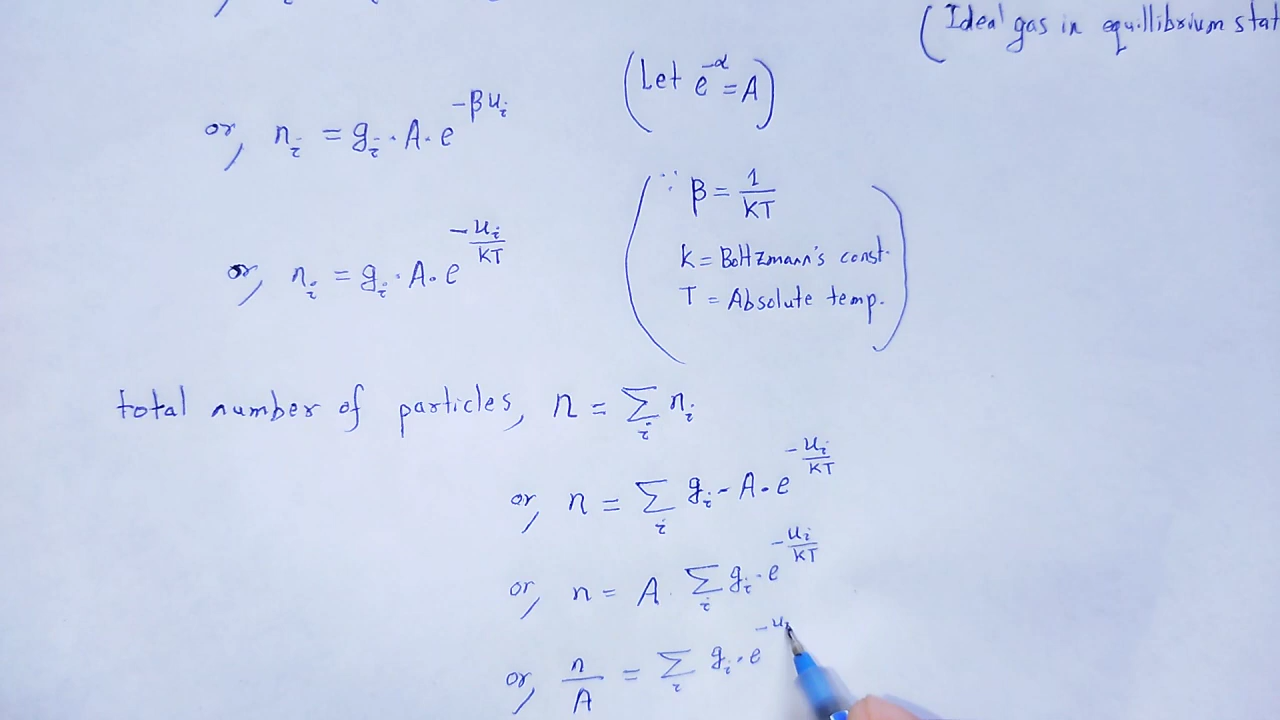 (Ideal gas in equillibrium stat
(Let e^{-α} = A)
or, n_i = g_i · A · e^{-βu_i}
∵ β = 1/KT
K = Boltzmann's const.
T = Absolute temp.
or, n_i = g_i · A · e^{-u_i/KT}
total number of particles, n = Σ_i n_i
or, n = Σ_i g_i - A · e^{-u_i/KT}
or, n = A · Σ_i g_i · e^{-u_i/KT}
or, n/A = Σ_i g_i · e^{-u_i